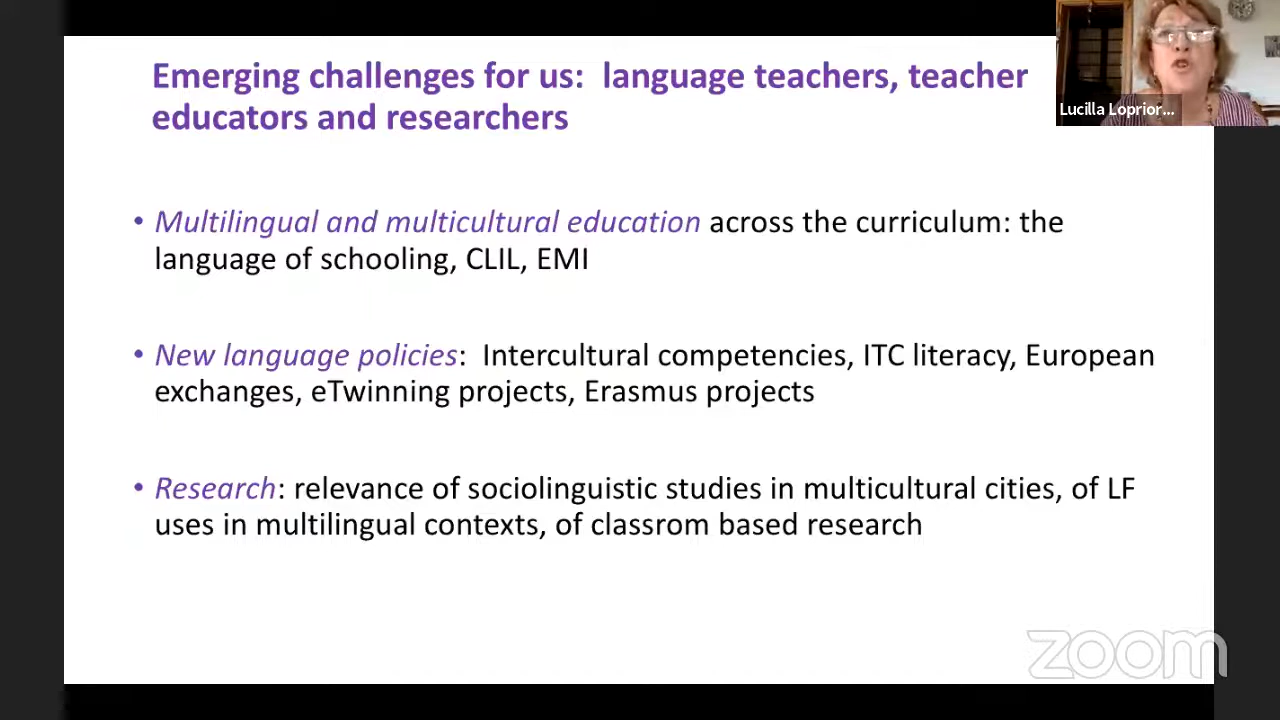 Emerging challenges for us: language teachers, teacher
educators and researchers
Lucilla Loprior...
• Multilingual and multicultural education across the curriculum: the
language of schooling, CLIL, EMI
• New language policies: Intercultural competencies, ITC literacy, European
exchanges, eTwinning projects, Erasmus projects
• Research: relevance of sociolinguistic studies in multicultural cities, of LF
uses in multilingual contexts, of classrom based research
zoom